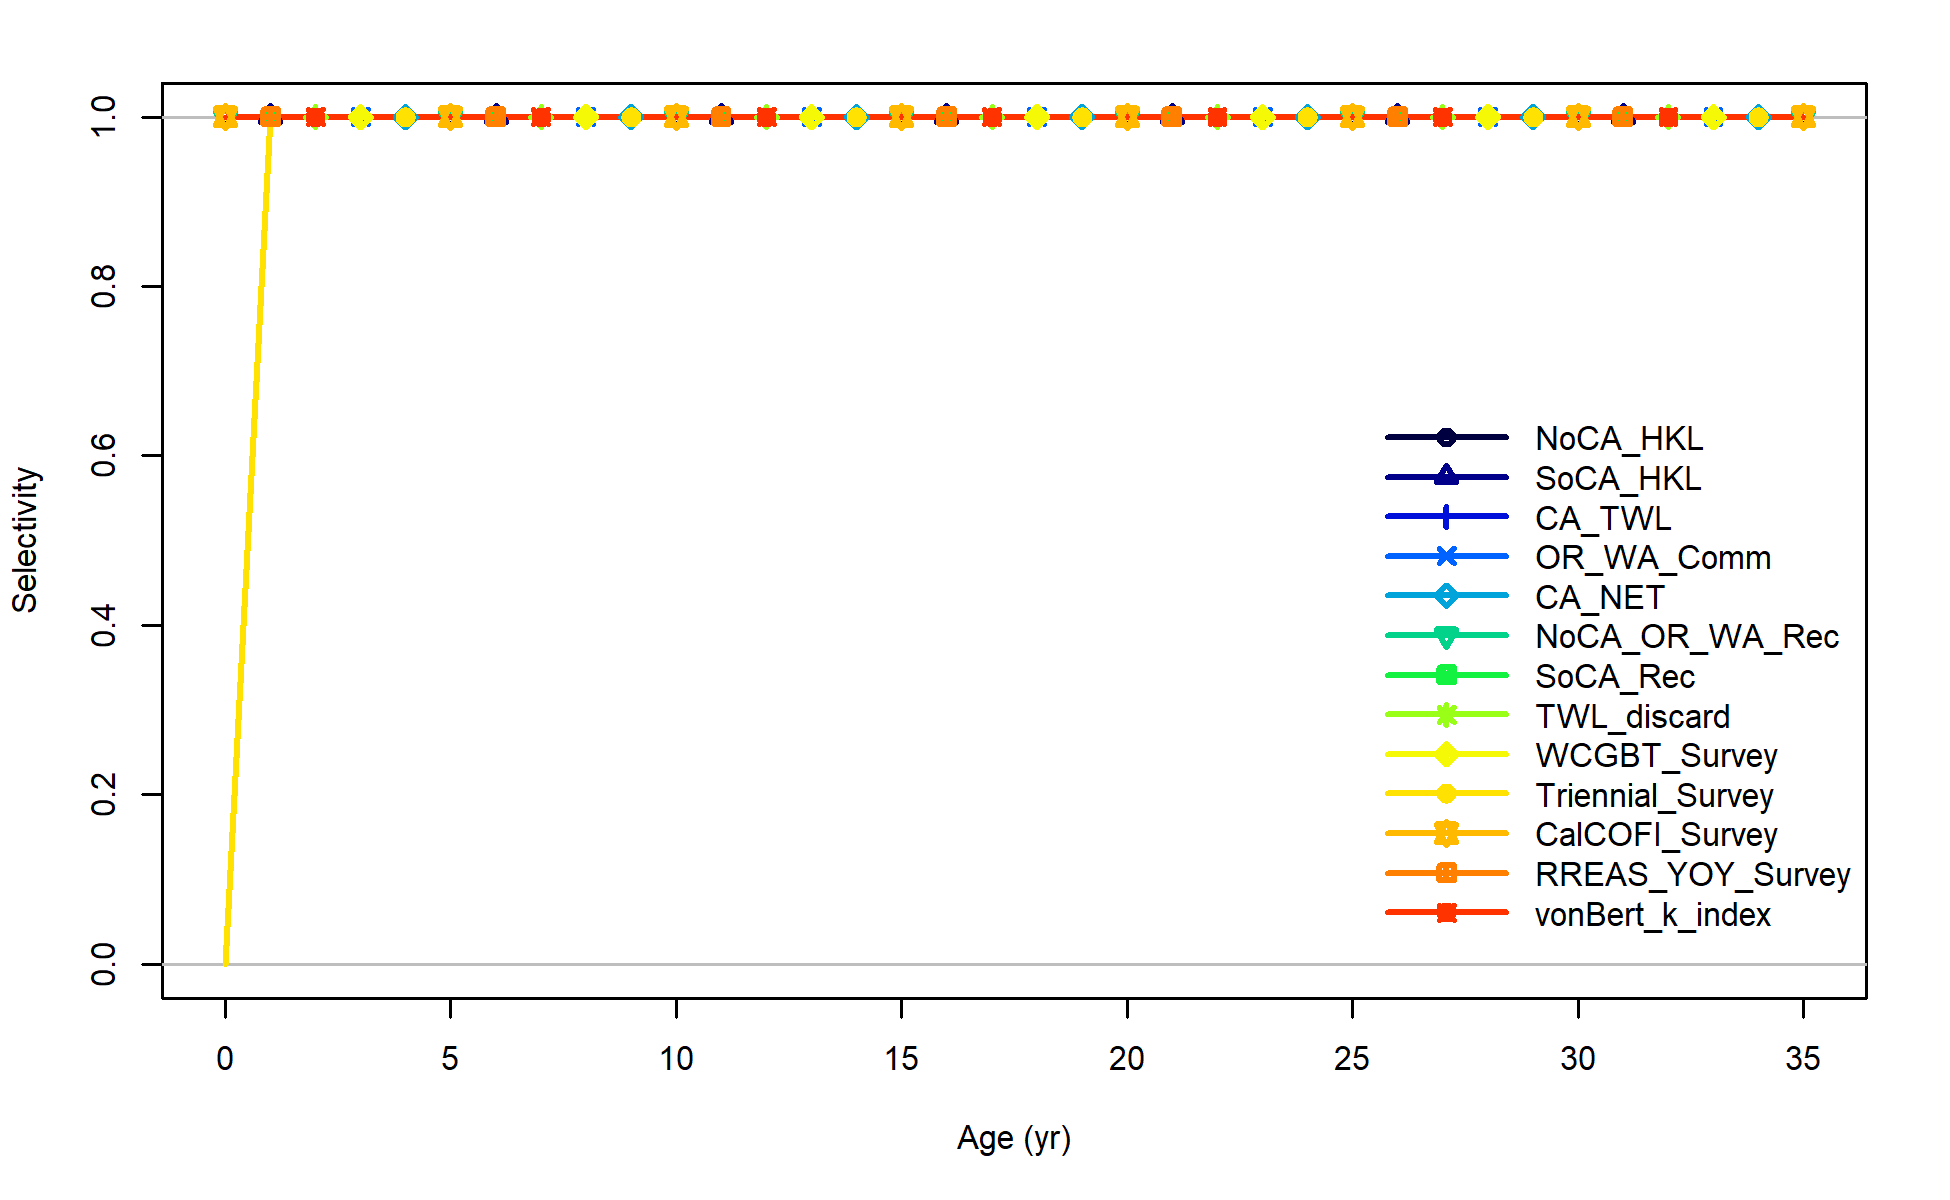 1.0
0.8
0.6
0.4
0.2
0.0
Selectivity
NoCA_HKL
SoCA_HKL
CA_TWL
OR_WA_Comm
CA_NET
NoCA_OR_WA_Rec
SoCA_Rec
TWL_discard
WCGBT_Survey
Triennial_Survey
CalCOFI_Survey
RREAS_YOY_Survey
vonBert_k_index
0 5 10 15 20 25 30 35
Age (yr)